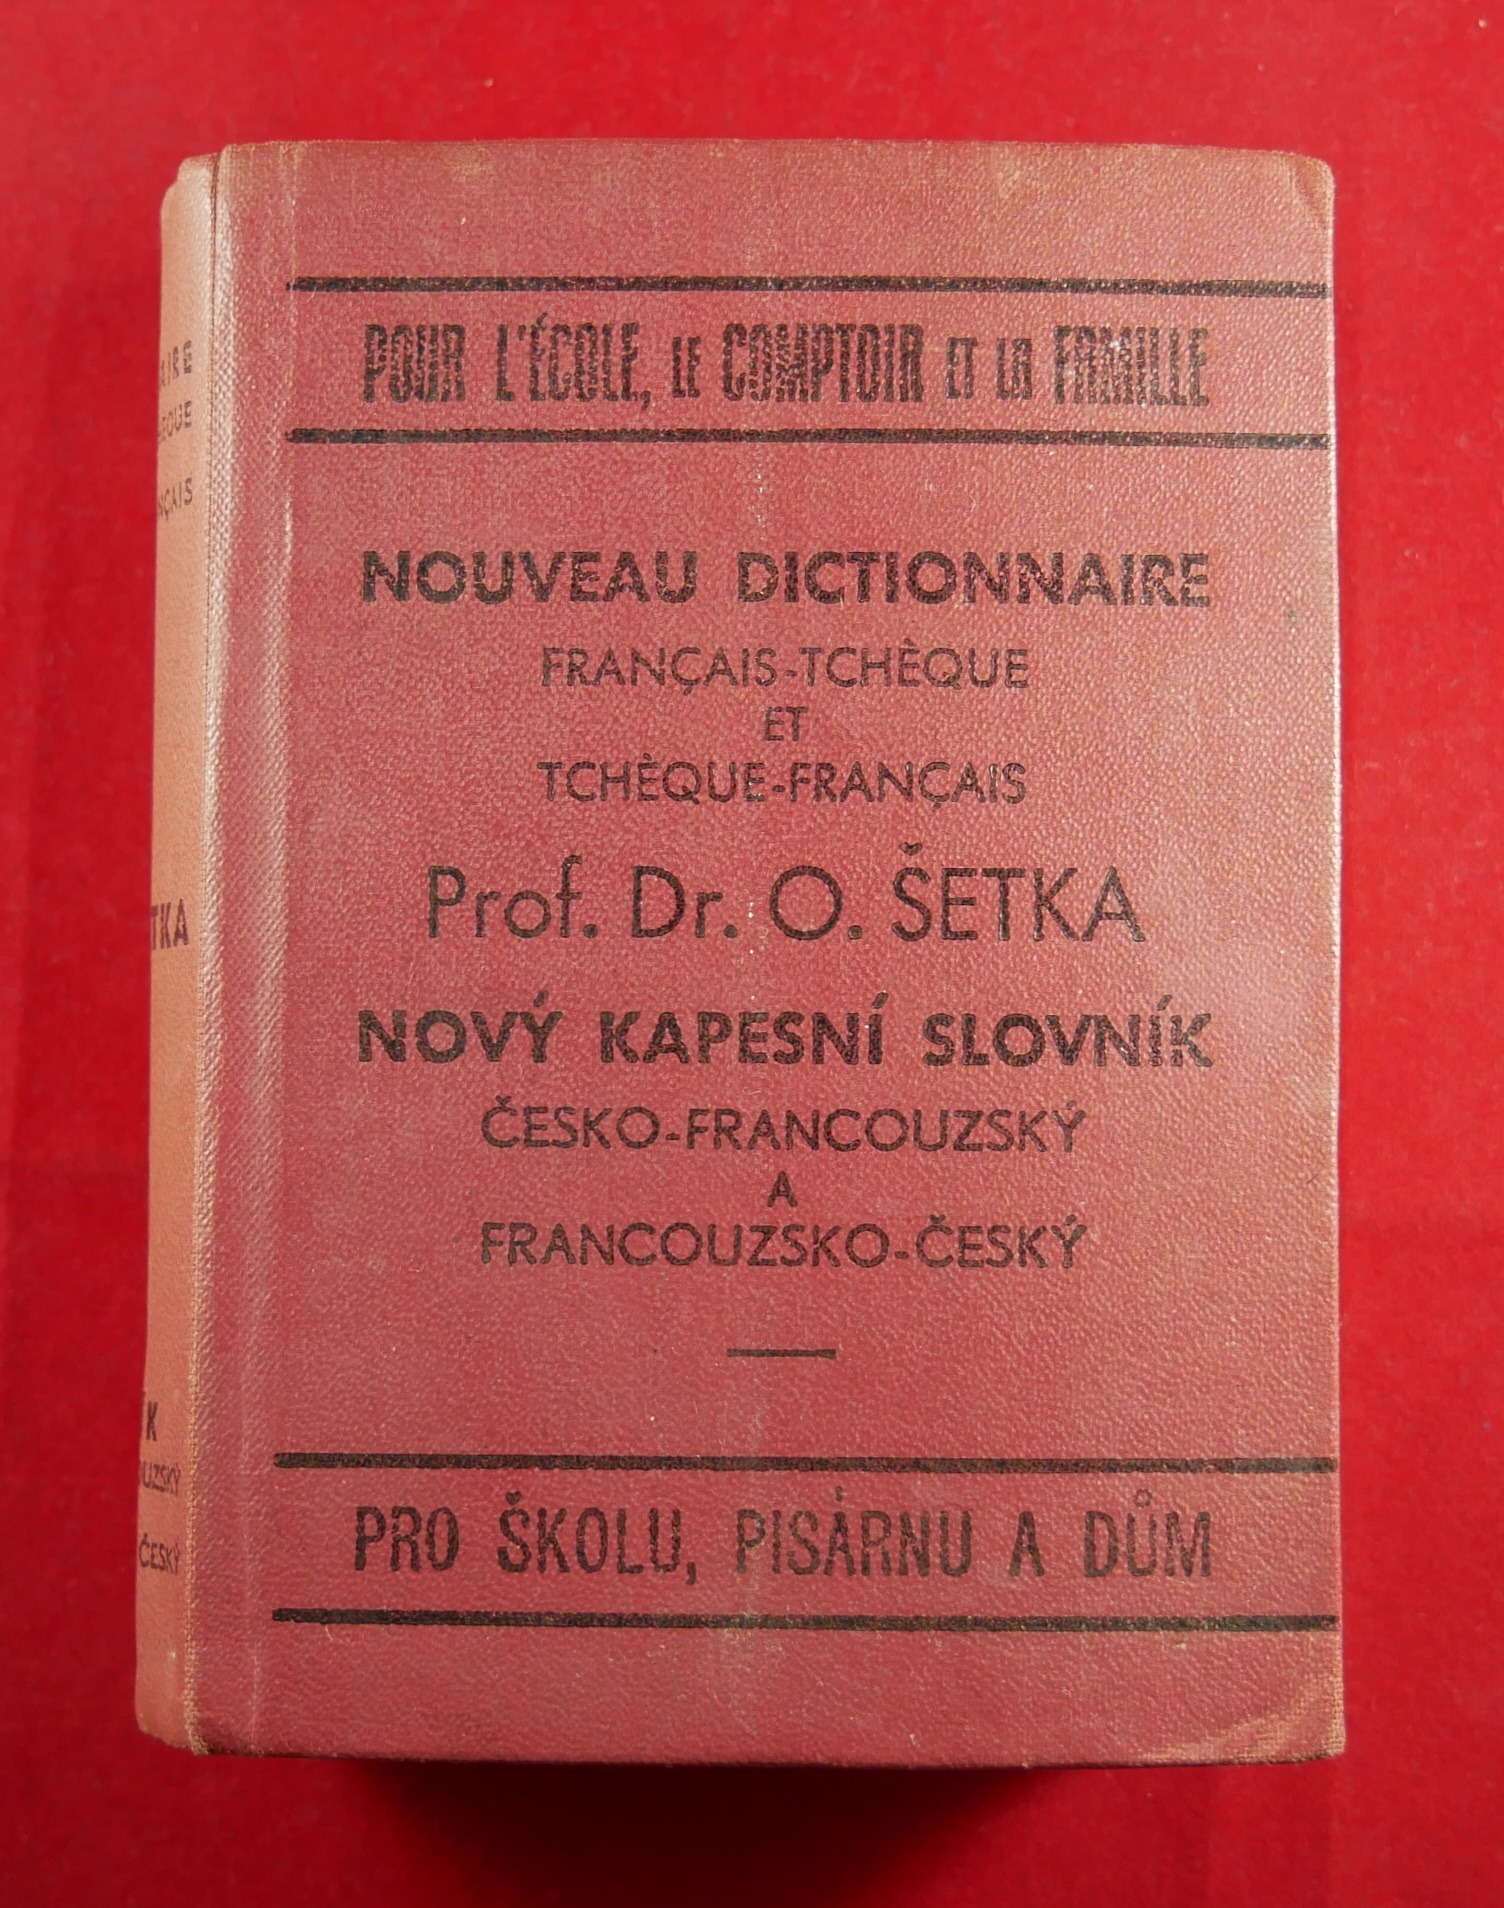 POUR L'ÉCOLE, LE COMPTOIR ET LA FAMILLE
NOUVEAU DICTIONNAIRE
FRANÇAIS-TCHÈQUE
ET
TCHÈQUE-FRANÇAIS
Prof. Dr. O. ŠETKA
NOVÝ KAPESNÍ SLOVNÍK
ČESKO-FRANCOUZSKÝ
A
FRANCOUZSKO-ČESKÝ
PRO ŠKOLU, PISÁRNU A DŮM
ČESKÝ